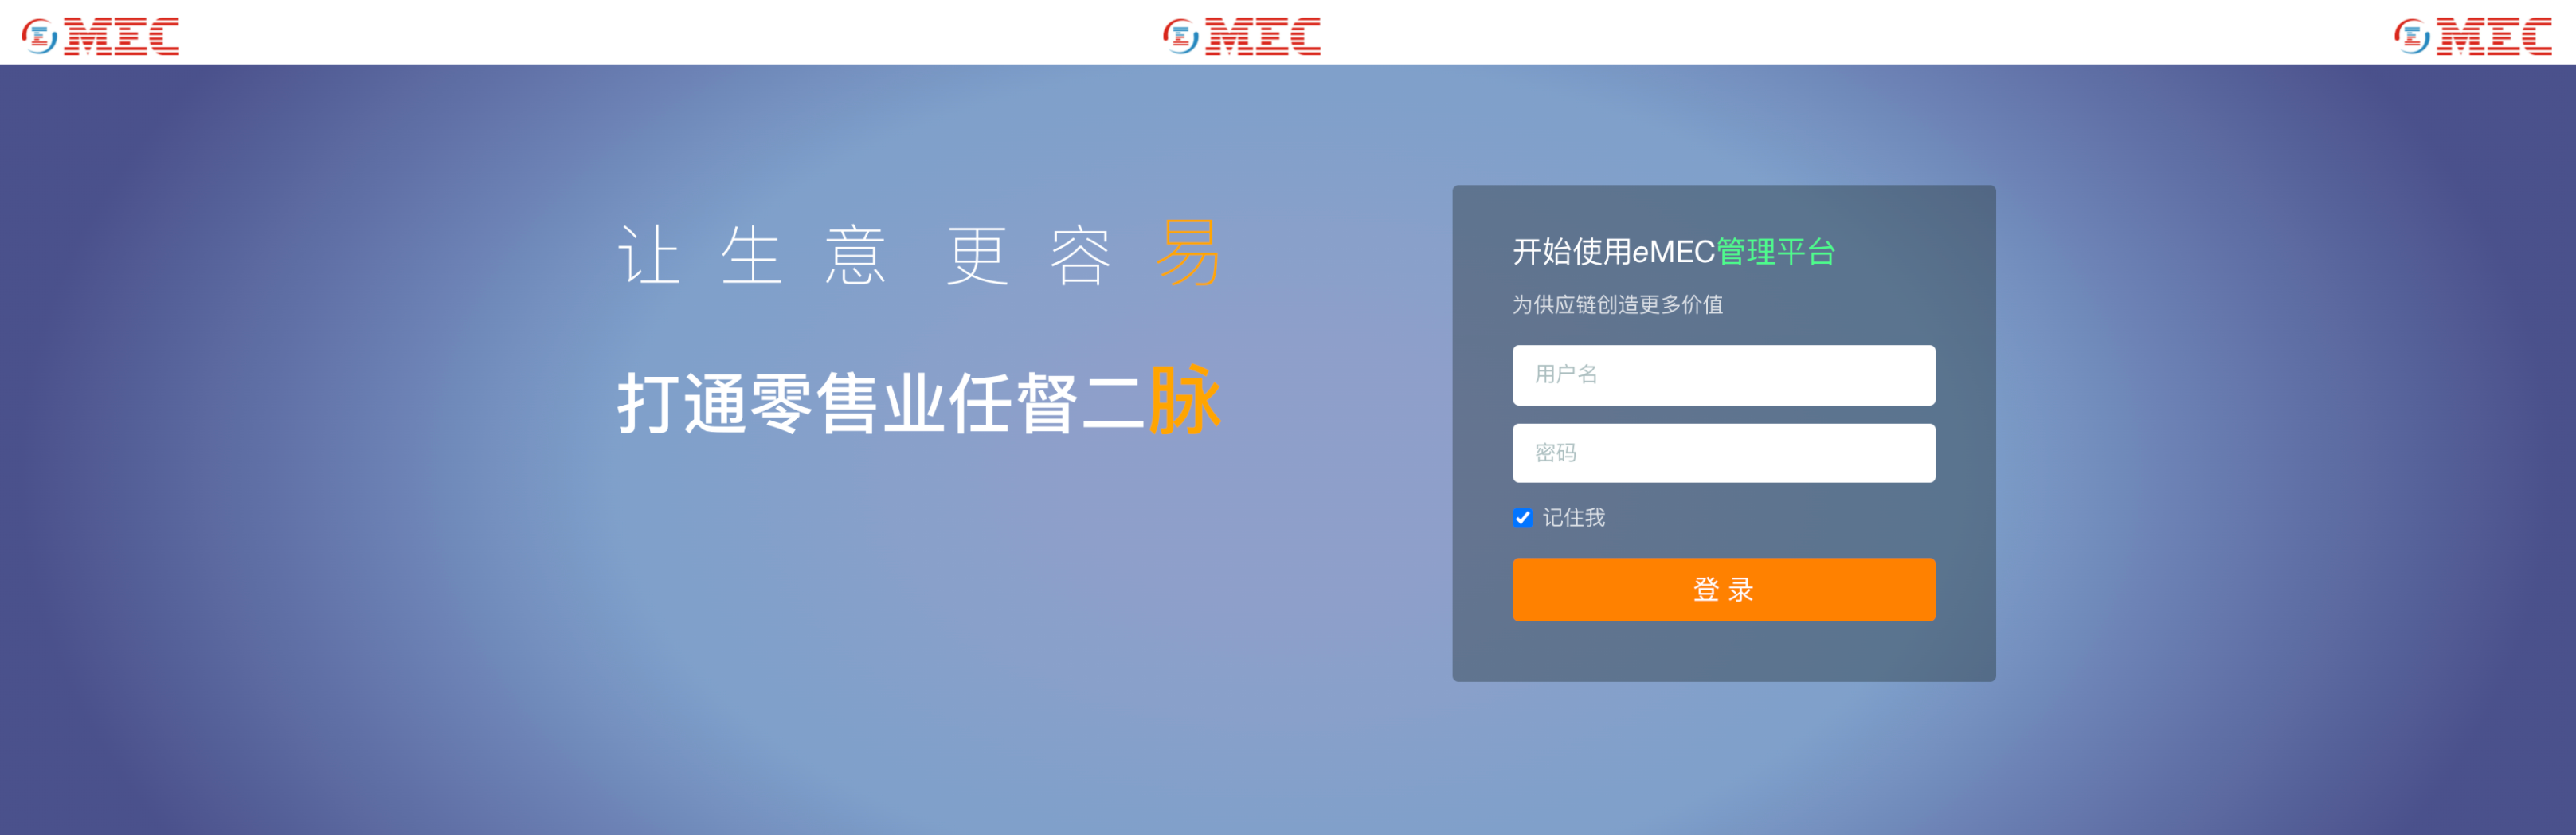 MEC MEC MEC
让生意 更容易
打通零售业任督二脉
开始使用eMEC管理平台
为供应链创造更多价值
用户名
密码
记住我
登 录